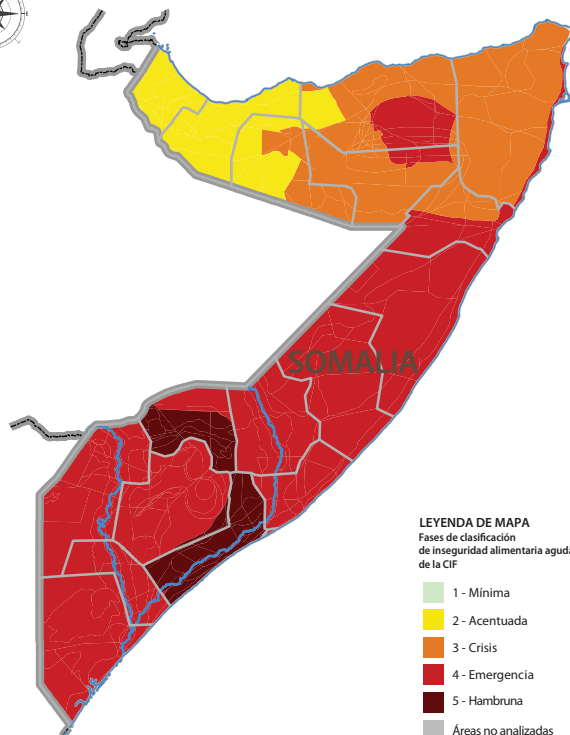 E
SOMALIA
LEYENDA DE MAPA
Fases de clasificación
de inseguridad alimentaria aguda
de la CIF
1 - Mínima
2 - Acentuada
3 - Crisis
4 - Emergencia
5 - Hambruna
Áreas no analizadas